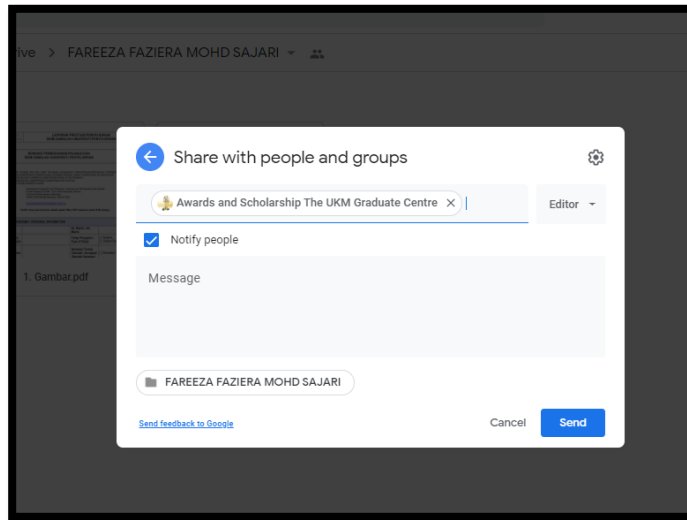 rive > FAREEZA FAZIERA MOHD SAJARI
Share with people and groups
Awards and Scholarship The UKM Graduate Centre
Editor
Notify people
Message
1. Gambar.pdf
FAREEZA FAZIERA MOHD SAJARI
Send feedback to Google
Cancel
Send